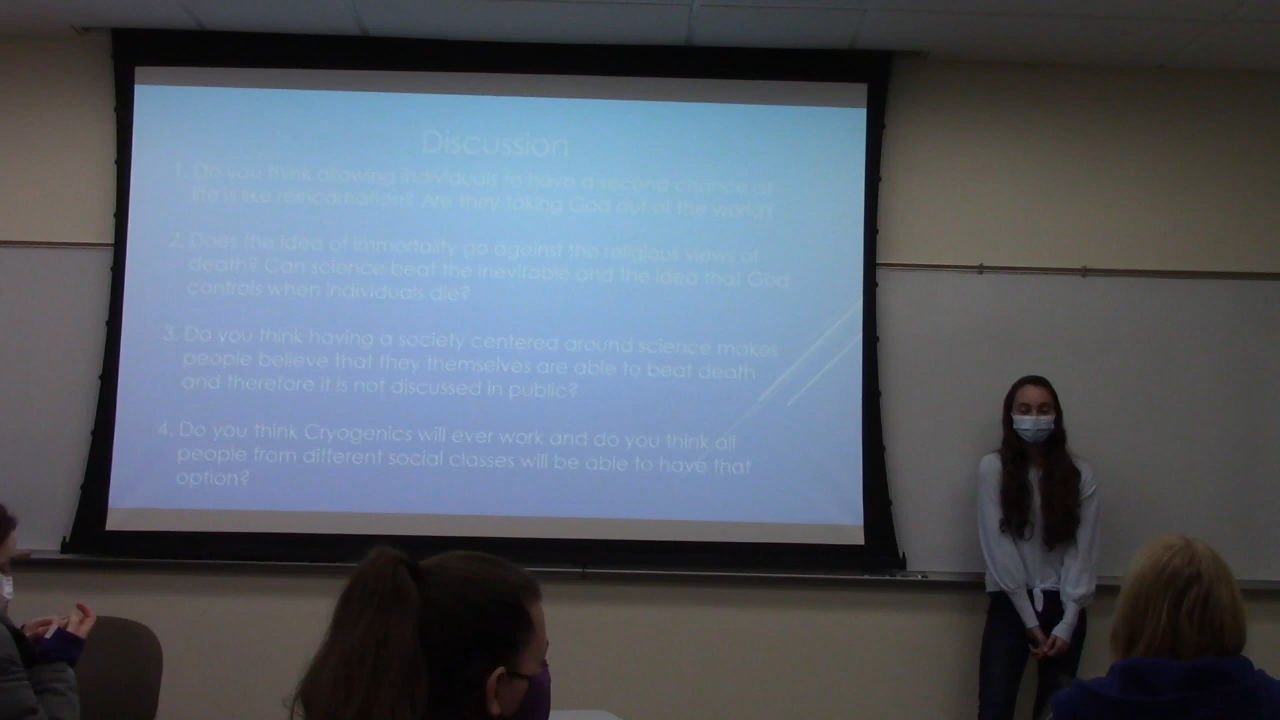 Discussion
1. Do you think allowing individuals to have a second chance at
life is like reincarnation? Are they taking God out of the world?
2. Does the idea of immortality go against the religious views of
death? Can science beat the inevitable and the idea that God
controls when individuals die?
3. Do you think having a society centered around science makes
people believe that they themselves are able to beat death
and therefore it is not discussed in public?
4. Do you think Cryogenics will ever work and do you think all
people from different social classes will be able to have that
option?